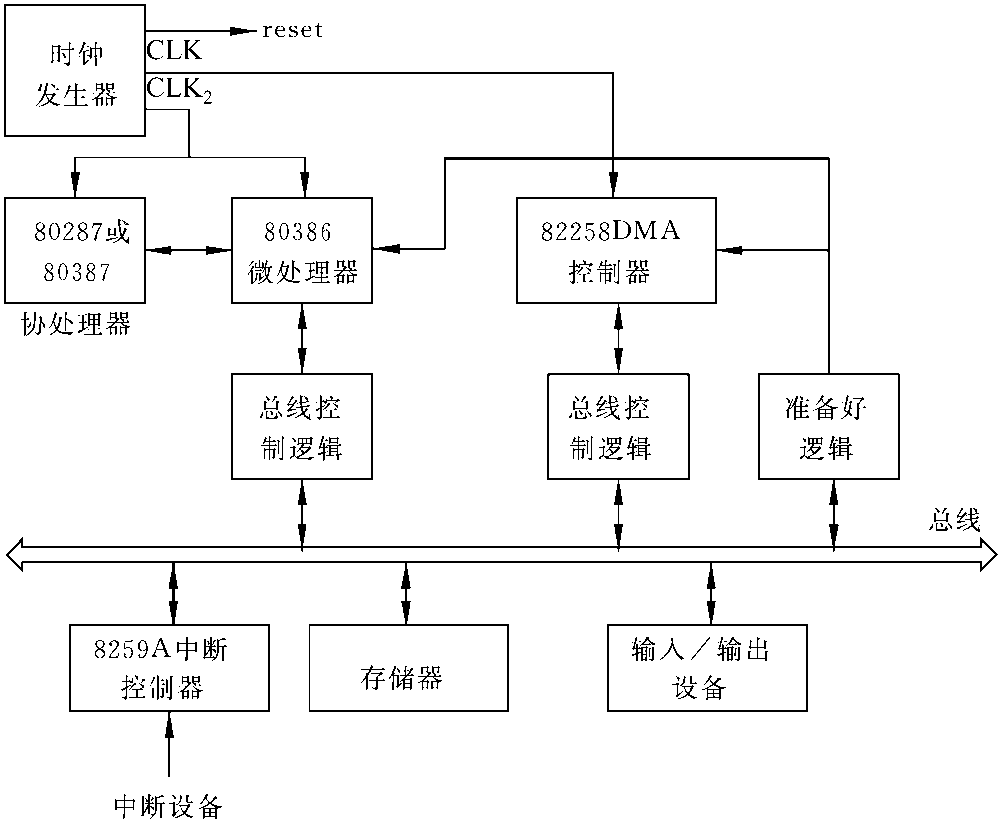 时钟
发生器
reset
CLK
CLK₂
80287或
80387
协处理器
80386
微处理器
82258DMA
控制器
总线控
制逻辑
总线控
制逻辑
准备好
逻辑
总线
8259A中断
控制器
存储器
输入／输出
设备
中断设备